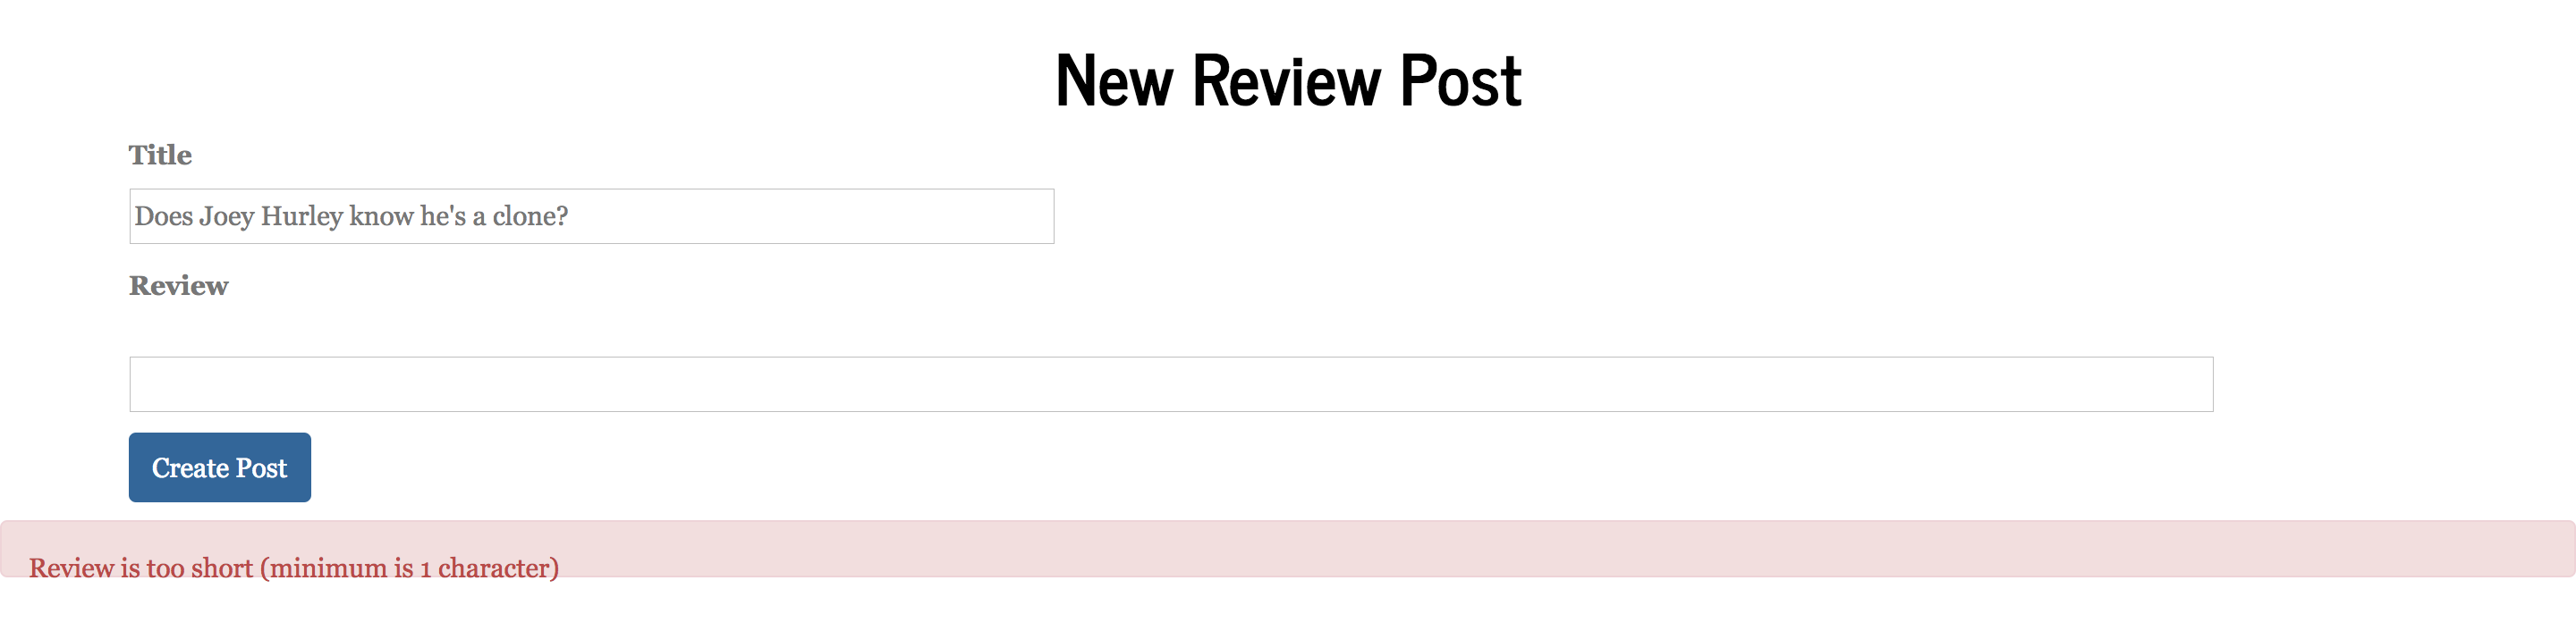 New Review Post
Title
Does Joey Hurley know he's a clone?
Review
Create Post
Review is too short (minimum is 1 character)